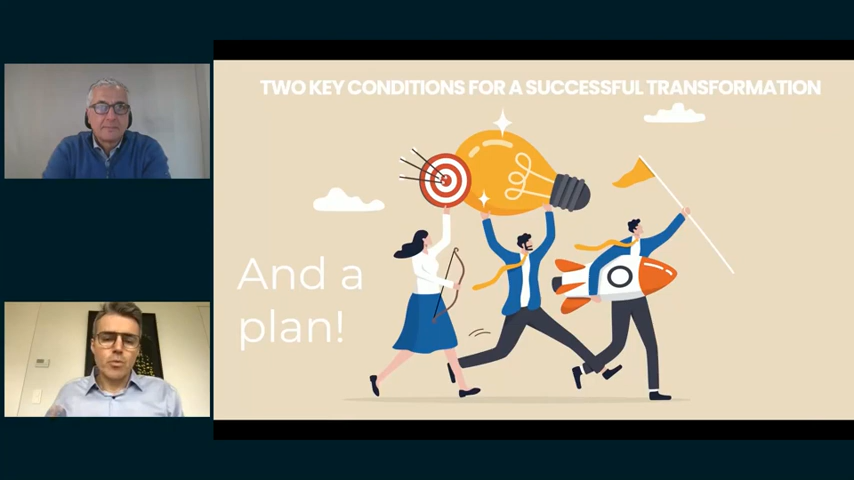 TWO KEY CONDITIONS FOR A SUCCESSFUL TRANSFORMATION
And a
plan!